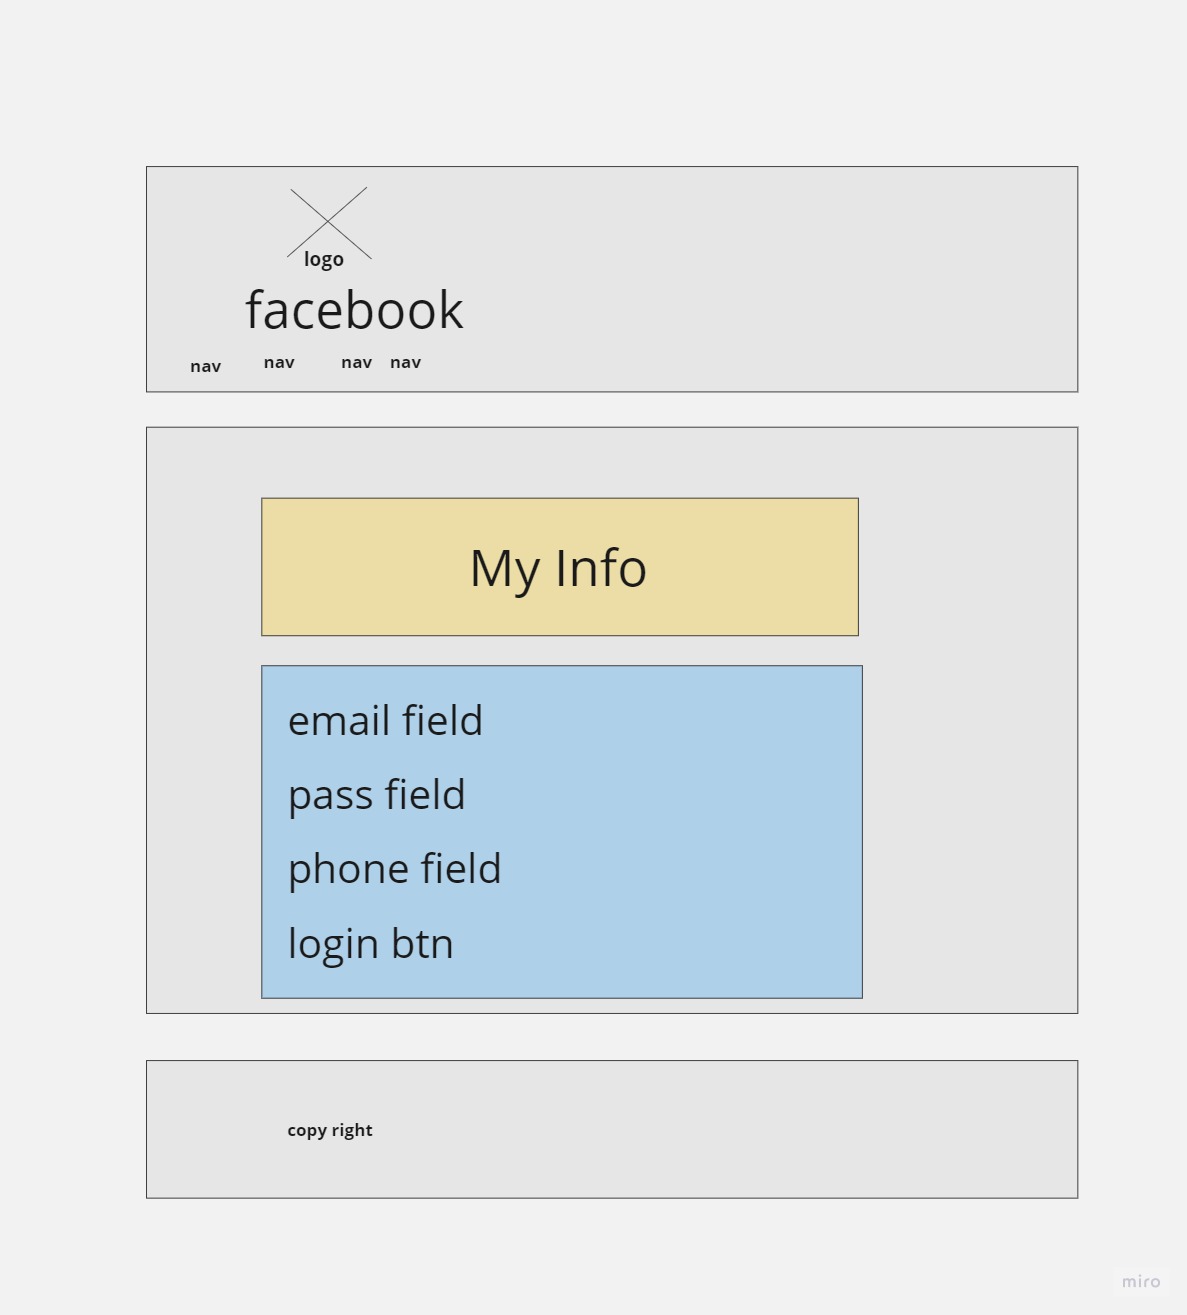 logo
facebook
nav nav nav nav
My Info
email field
pass field
phone field
login btn
copy right
miro